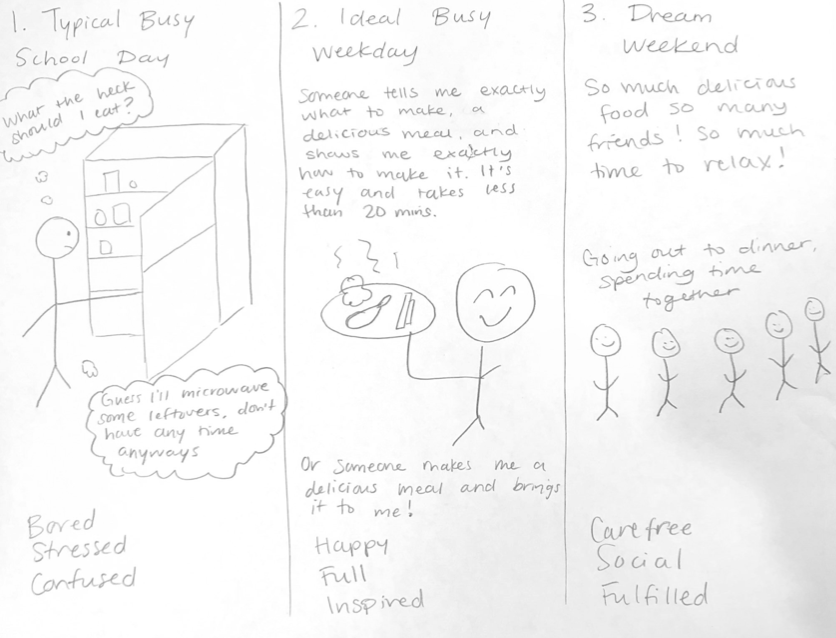 1. Typical Busy
School Day
What the heck
should I eat?
Guess I'll microwave
some leftovers, don't
have any time
anyways
Bored
Stressed
Confused
2. Ideal Busy
Weekday
Someone tells me exactly
what to make, a
delicious meal, and
shows me exactly
how to make it. It's
easy and takes less
than 20 mins.
Or someone makes me a
delicious meal and brings
it to me!
Happy
Full
Inspired
3. Dream
Weekend
So much delicious
food so many
friends! So much
time to relax!
Going out to dinner,
spending time
together
Carefree
Social
Fulfilled